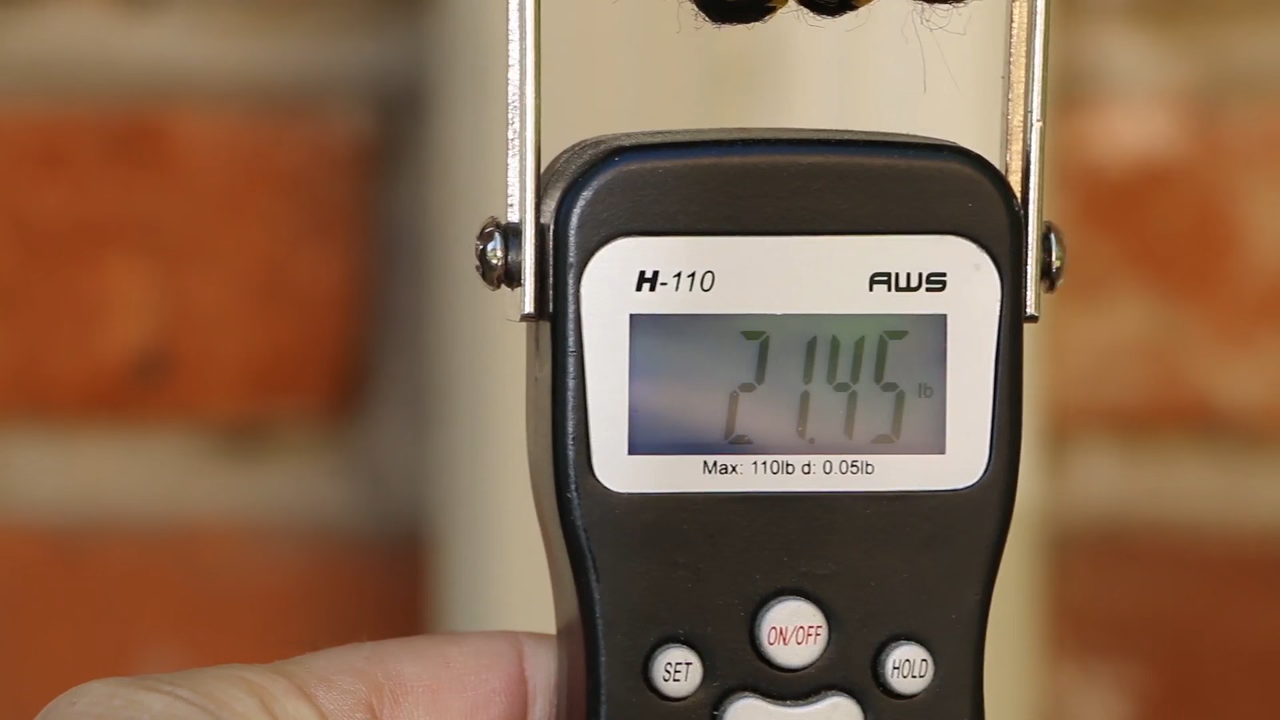 H-110 AWS
21.45 lb
Max: 110lb d: 0.05lb
ON/OFF
SET HOLD